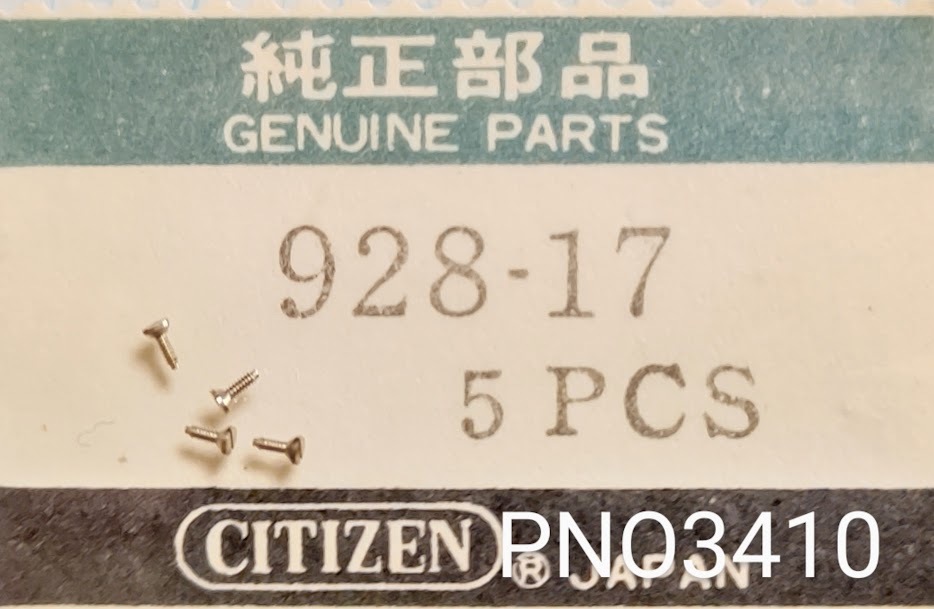 純正部品
GENUINE PARTS
928-17
5 PCS
CITIZEN ® JAPAN
PNO3410